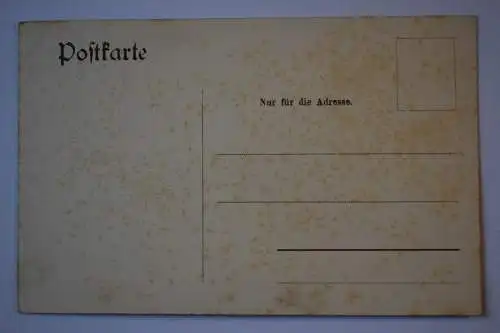 Poſtkarte
Nur für die Adresse.